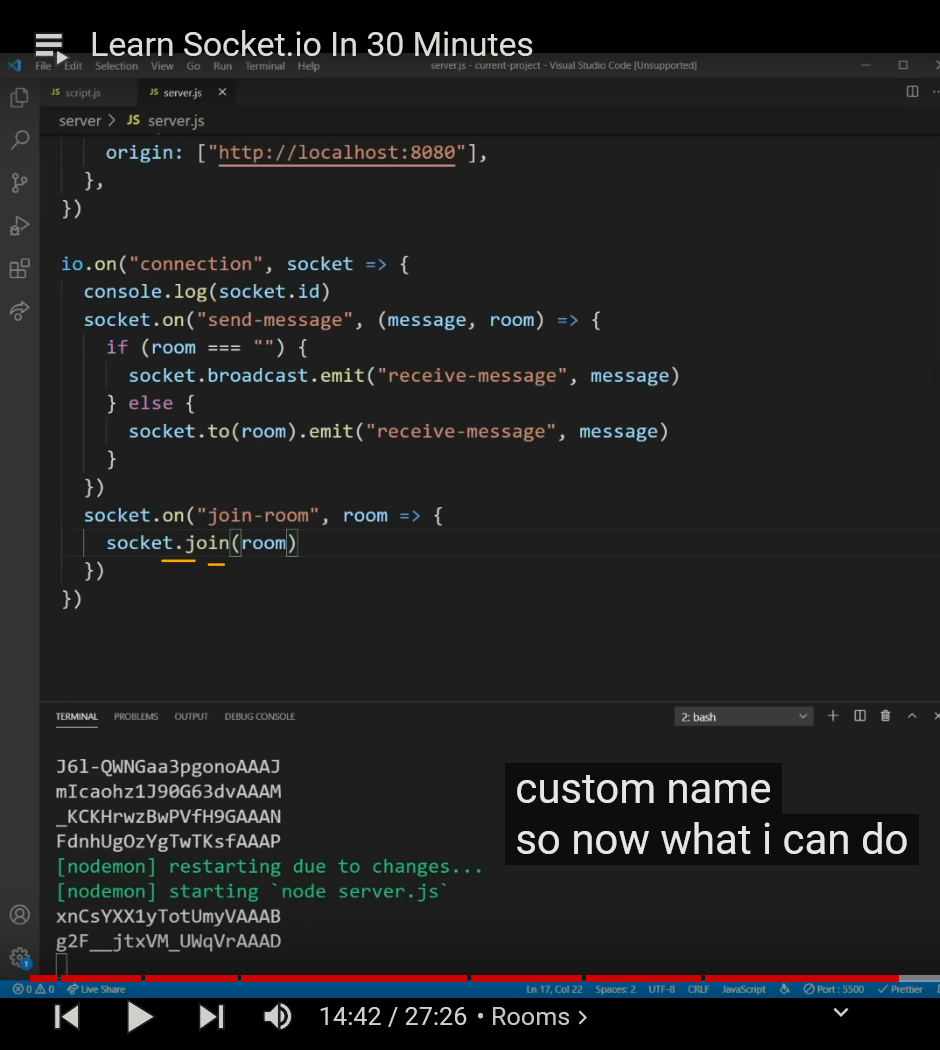 Learn Socket.io In 30 Minutes
File Edit Selection View Go Run Terminal Help server.js - current-project - Visual Studio Code [Unsupported]
JS script.js JS server.js
server > JS server.js
origin: ["http://localhost:8080"],
},
})
io.on("connection", socket => {
console.log(socket.id)
socket.on("send-message", (message, room) => {
if (room === "") {
socket.broadcast.emit("receive-message", message)
} else {
socket.to(room).emit("receive-message", message)
}
})
socket.on("join-room", room => {
socket.join(room)
})
})
TERMINAL PROBLEMS OUTPUT DEBUG CONSOLE 2: bash
J6l-QWNGaa3pgonoAAAJ
mIcaohz1J90G63dvAAAM
_KCKHrwzBwPVfH9GAAAN
FdnhUgOzYgTwTKsfAAAP
[nodemon] restarting due to changes...
[nodemon] starting `node server.js`
xnCsYXX1yTotUmyVAAAB
g2F__jtxVM_UWqVrAAAD
custom name
so now what i can do
1
0 0 Live Share Ln 17, Col 22 Spaces: 2 UTF-8 CRLF JavaScript Port : 5500 Prettier
14:42 / 27:26 • Rooms >